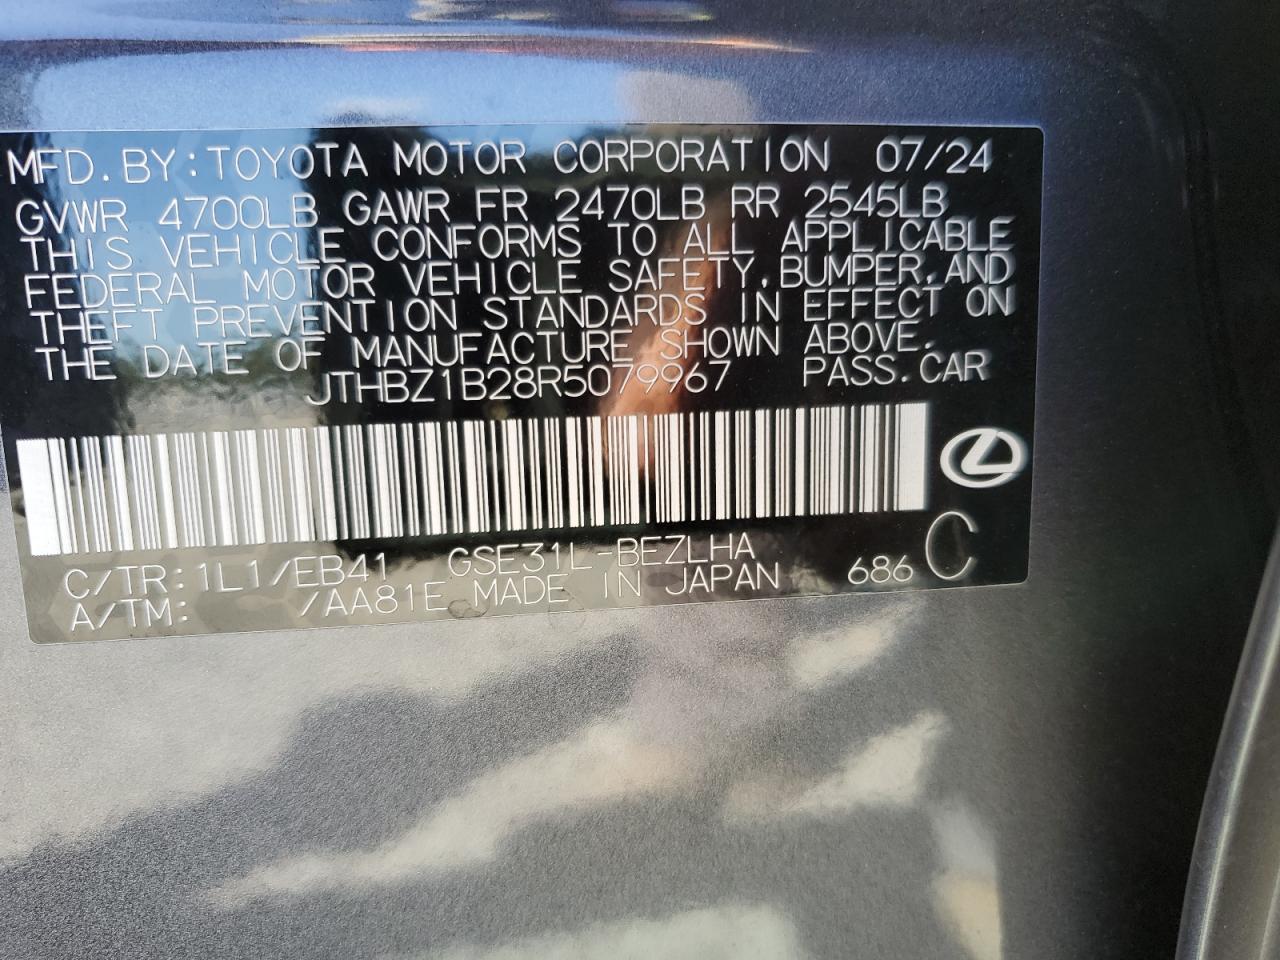 MFD. BY: TOYOTA MOTOR CORPORATION 07/24
GVWR 4700LB GAWR FR 2470LB RR 2545LB
THIS VEHICLE CONFORMS TO ALL APPLICABLE
FEDERAL MOTOR VEHICLE SAFETY, BUMPER, AND
THEFT PREVENTION STANDARDS IN EFFECT ON
THE DATE OF MANUFACTURE SHOWN ABOVE.
JTHBZ1B28R5079967 PASS. CAR
C/TR: 1L1/EB41 GSE31L-BEZLHA
A/TM: /AA81E MADE IN JAPAN 686 C